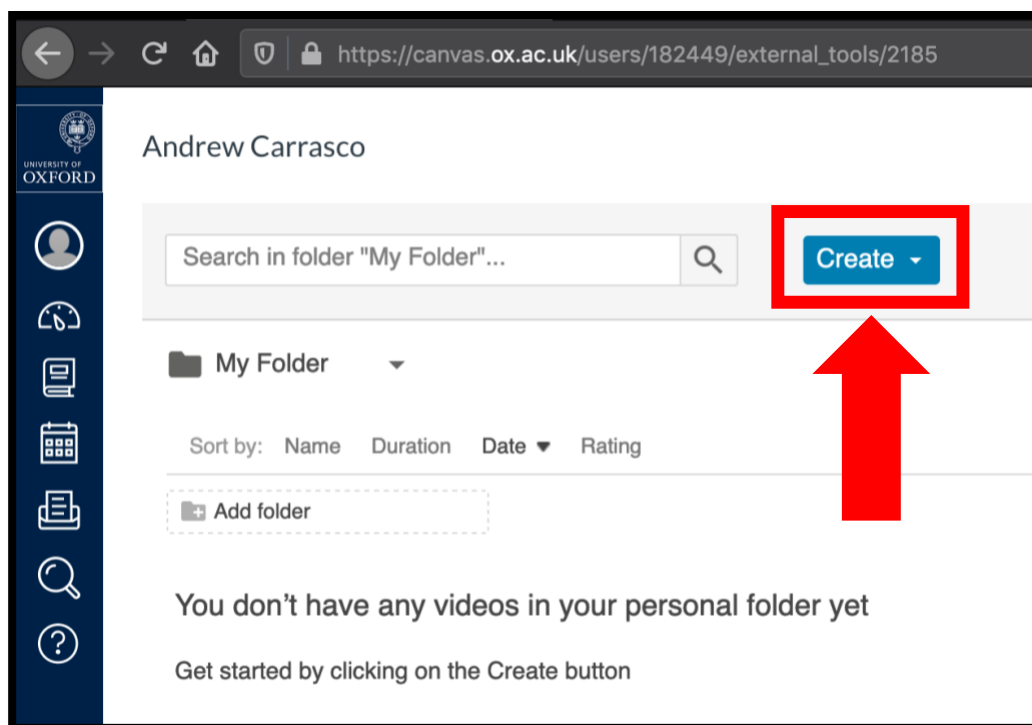 https://canvas.ox.ac.uk/users/182449/external_tools/2185
UNIVERSITY OF
OXFORD
Andrew Carrasco
Search in folder "My Folder"...
Create
My Folder
Sort by: Name Duration Date Rating
Add folder
You don’t have any videos in your personal folder yet
Get started by clicking on the Create button